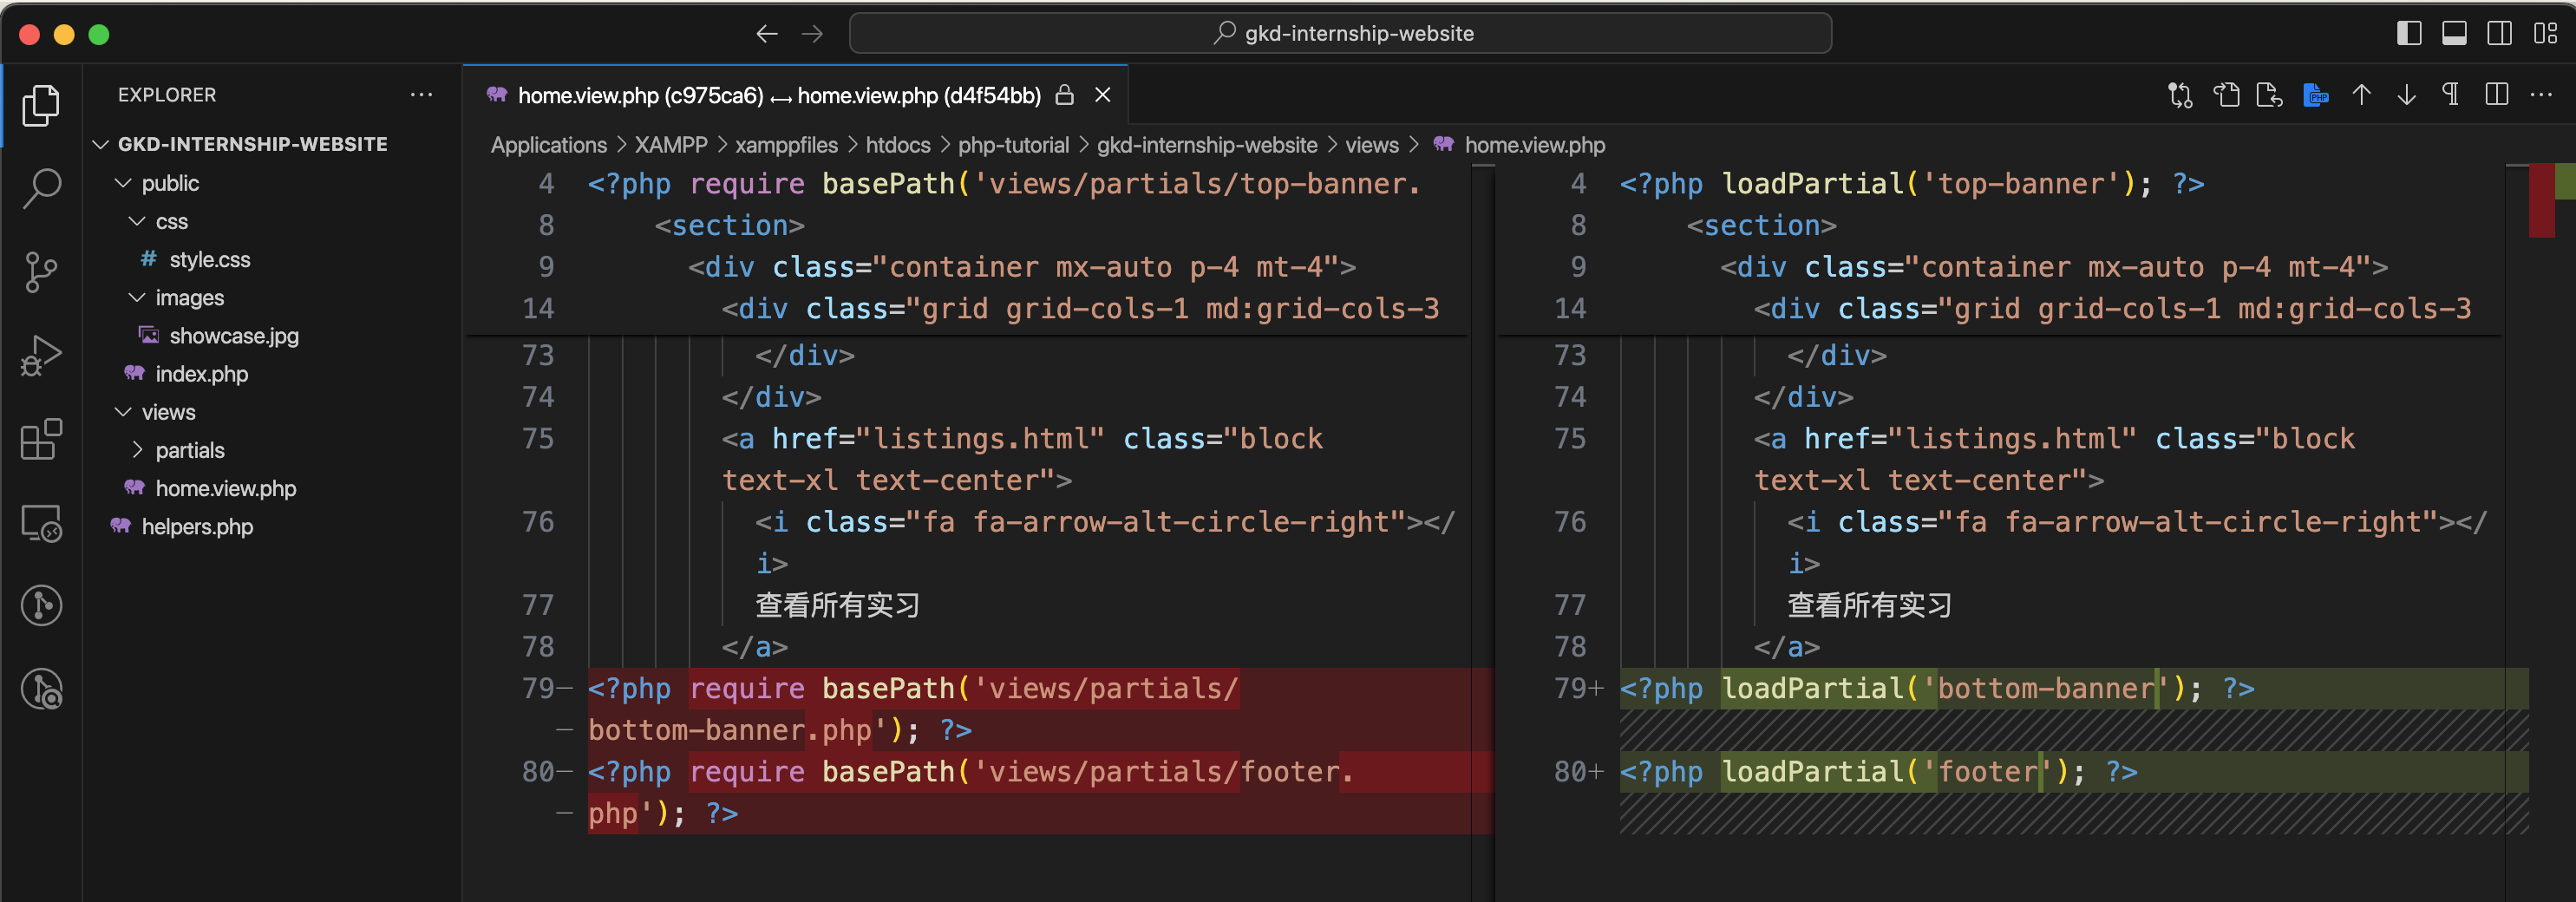 gkd-internship-website
EXPLORER
GKD-INTERNSHIP-WEBSITE
public
css
# style.css
images
showcase.jpg
index.php
views
partials
home.view.php
helpers.php
home.view.php (c975ca6) ⟷ home.view.php (d4f54bb)
PHP
Applications > XAMPP > xamppfiles > htdocs > php-tutorial > gkd-internship-website > views > home.view.php
4 <?php require basePath('views/partials/top-banner.
8 <section>
9 <div class="container mx-auto p-4 mt-4">
14 <div class="grid grid-cols-1 md:grid-cols-3
73 </div>
74 </div>
75 <a href="listings.html" class="block
text-xl text-center">
76 <i class="fa fa-arrow-alt-circle-right"></
i>
77 查看所有实习
78 </a>
79— <?php require basePath('views/partials/
— bottom-banner.php'); ?>
80— <?php require basePath('views/partials/footer.
— php'); ?>
4 <?php loadPartial('top-banner'); ?>
8 <section>
9 <div class="container mx-auto p-4 mt-4">
14 <div class="grid grid-cols-1 md:grid-cols-3
73 </div>
74 </div>
75 <a href="listings.html" class="block
text-xl text-center">
76 <i class="fa fa-arrow-alt-circle-right"></
i>
77 查看所有实习
78 </a>
79+ <?php loadPartial('bottom-banner'); ?>
80+ <?php loadPartial('footer'); ?>